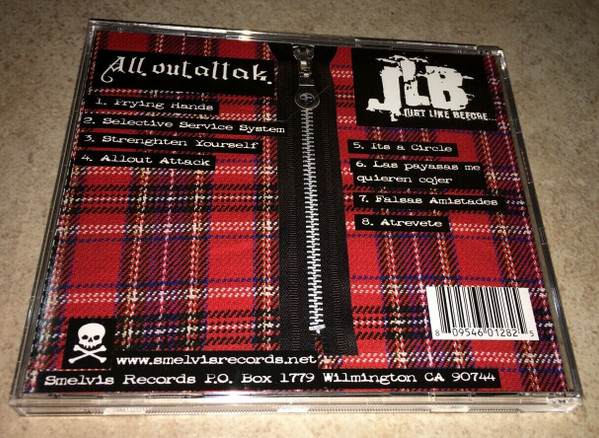 All out attak
1. Prying Hands
2. Selective Service System
3. Strenghten Yourself
4. Allout Attack
JLB
JUST LIKE BEFORE
5. Its a Circle
6. Las payasas me
quieren cojer
7. Falsas Amistades
8. Atrevete
8 09546 01282 5
www.smelvisrecords.net
Smelvis Records P.O. Box 1779 Wilmington CA 90744